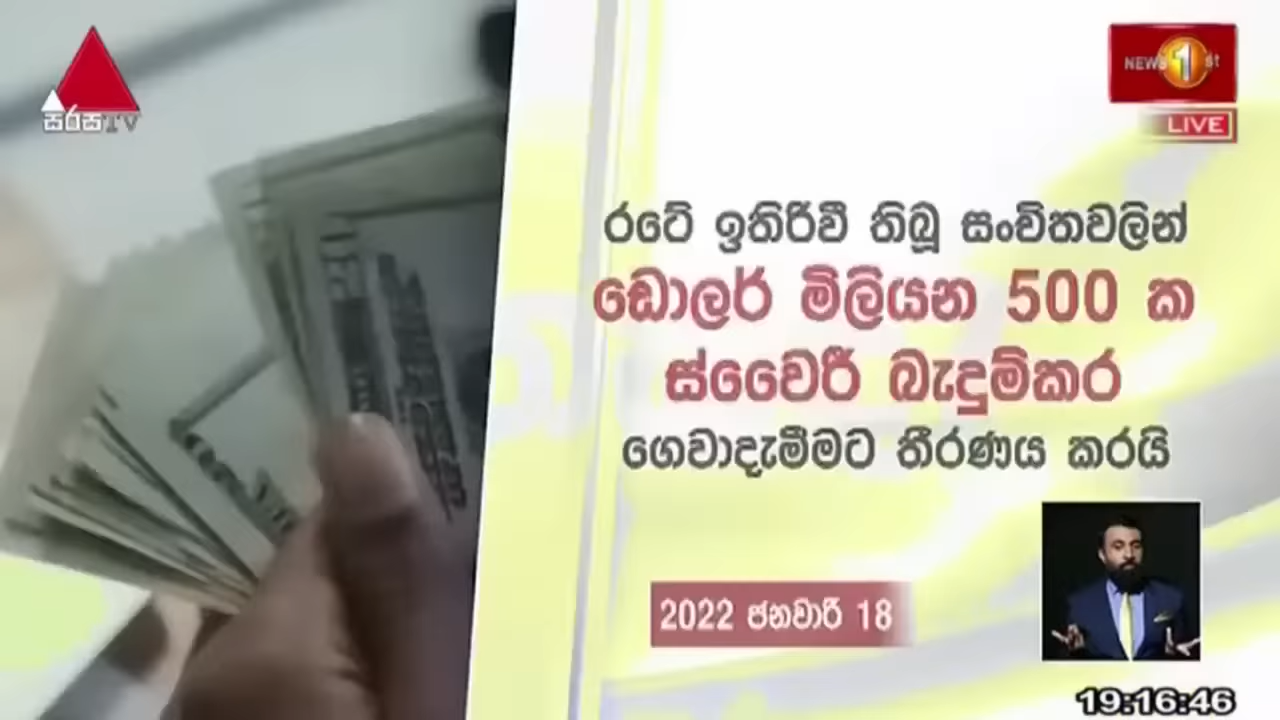 සිරස TV
NEWS 1st
LIVE
රටේ ඉතිරිවී තිබූ සංචිතවලින්
ඩොලර් මිලියන 500 ක
ස්වෛරී බැඳුම්කර
ගෙවාදැමීමට තීරණය කරයි
2022 ජනවාරි 18
19:16:46